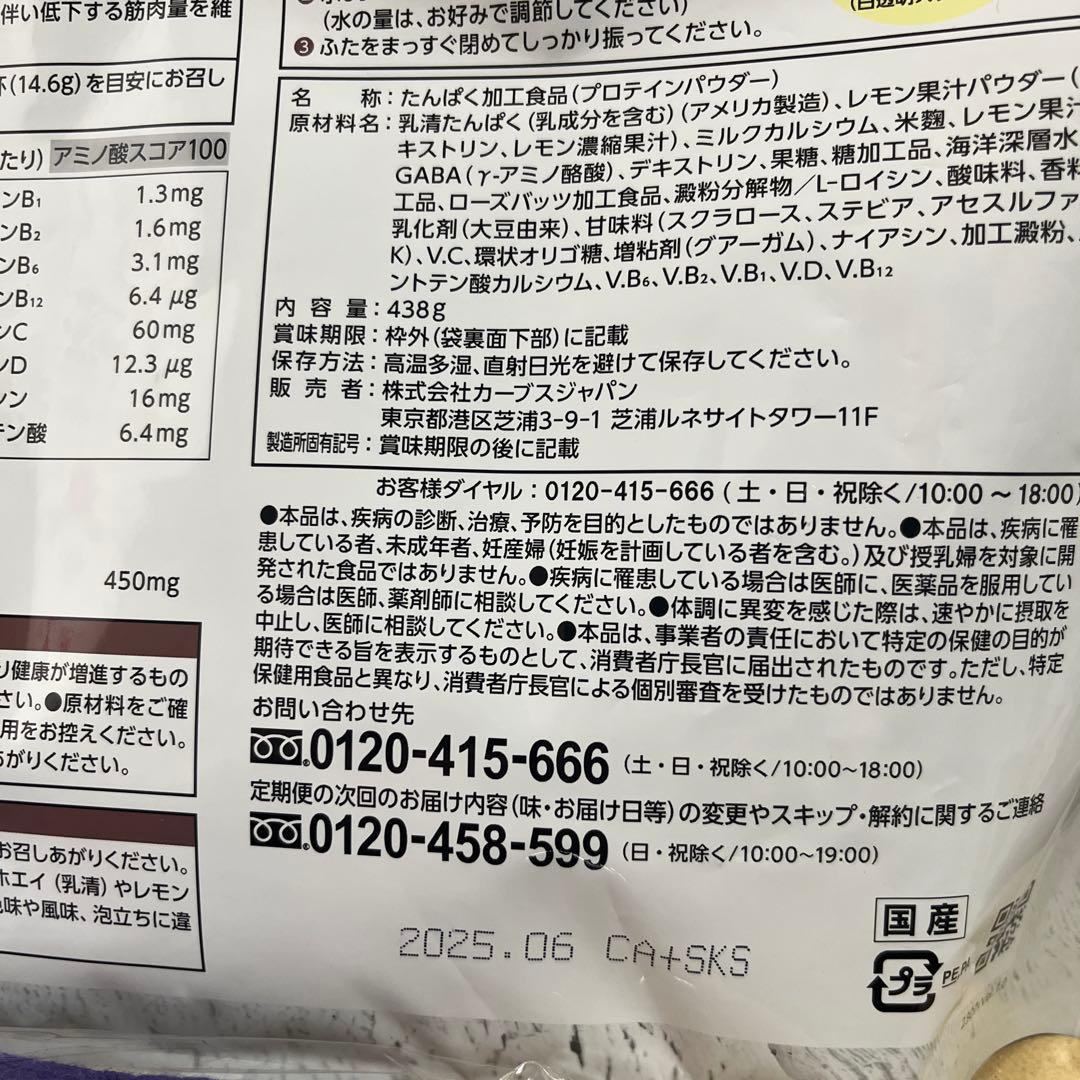 伴い低下する筋肉量を維
(14.6g)を目安にお召し
たり) アミノ酸スコア100
ンB₁ 1.3mg
ンB₂ 1.6mg
ンB₆ 3.1mg
ンB₁₂ 6.4μg
ンC 60mg
ンD 12.3μg
シン 16mg
テン酸 6.4mg
450mg
り健康が増進するもの
さい。●原材料をご確
用をお控えください。
あがりください。
お召しあがりください。
ホエイ(乳清)やレモン
色味や風味、泡立ちに違
(水の量は、お好みで調節してください)
❸ふたをまっすぐ閉めてしっかり振ってください。
名称:たんぱく加工食品(プロテインパウダー)
原材料名:乳清たんぱく(乳成分を含む)(アメリカ製造)、レモン果汁パウダー(
キストリン、レモン濃縮果汁)、ミルクカルシウム、米麴、レモン果汁
GABA(γ-アミノ酪酸)、デキストリン、果糖、糖加工品、海洋深層水
工品、ローズバッツ加工食品、澱粉分解物/L-ロイシン、酸味料、香料
乳化剤(大豆由来)、甘味料(スクラロース、ステビア、アセスルファ
K)、V.C、環状オリゴ糖、増粘剤(グアーガム)、ナイアシン、加工澱粉、
ントテン酸カルシウム、V.B₆、V.B₂、V.B₁、V.D、V.B₁₂
内容量:438g
賞味期限:枠外(袋裏面下部)に記載
保存方法:高温多湿、直射日光を避けて保存してください。
販売者:株式会社カーブスジャパン
東京都港区芝浦3-9-1 芝浦ルネサイトタワー11F
製造所固有記号:賞味期限の後に記載
お客様ダイヤル:0120-415-666(土・日・祝除く/10:00~18:00)
●本品は、疾病の診断、治療、予防を目的としたものではありません。●本品は、疾病に罹
患している者、未成年者、妊産婦(妊娠を計画している者を含む。)及び授乳婦を対象に開
発された食品ではありません。●疾病に罹患している場合は医師に、医薬品を服用してい
る場合は医師、薬剤師に相談してください。●体調に異変を感じた際は、速やかに摂取を
中止し、医師に相談してください。●本品は、事業者の責任において特定の保健の目的が
期待できる旨を表示するものとして、消費者庁長官に届出されたものです。ただし、特定
保健用食品と異なり、消費者庁長官による個別審査を受けたものではありません。
お問い合わせ先
0120-415-666(土・日・祝除く/10:00~18:00)
定期便の次回のお届け内容(味・お届け日等)の変更やスキップ・解約に関するご連絡
0120-458-599(日・祝除く/10:00~19:00)
国産
2025.06 CA+SKS
プラ
PE,PA